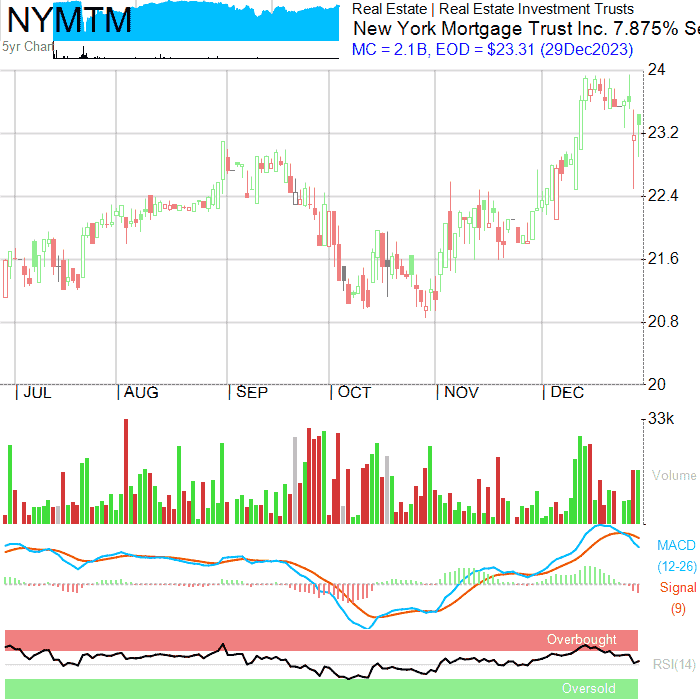 NYMTM
5yr Chart
Real Estate | Real Estate Investment Trusts
New York Mortgage Trust Inc. 7.875% Se
MC = 2.1B, EOD = $23.31 (29Dec2023)
24
23.2
22.4
21.6
20.8
20
| JUL | AUG | SEP | OCT | NOV | DEC
33k
Volume
MACD
(12-26)
Signal
(9)
Overbought
RSI(14)
Oversold